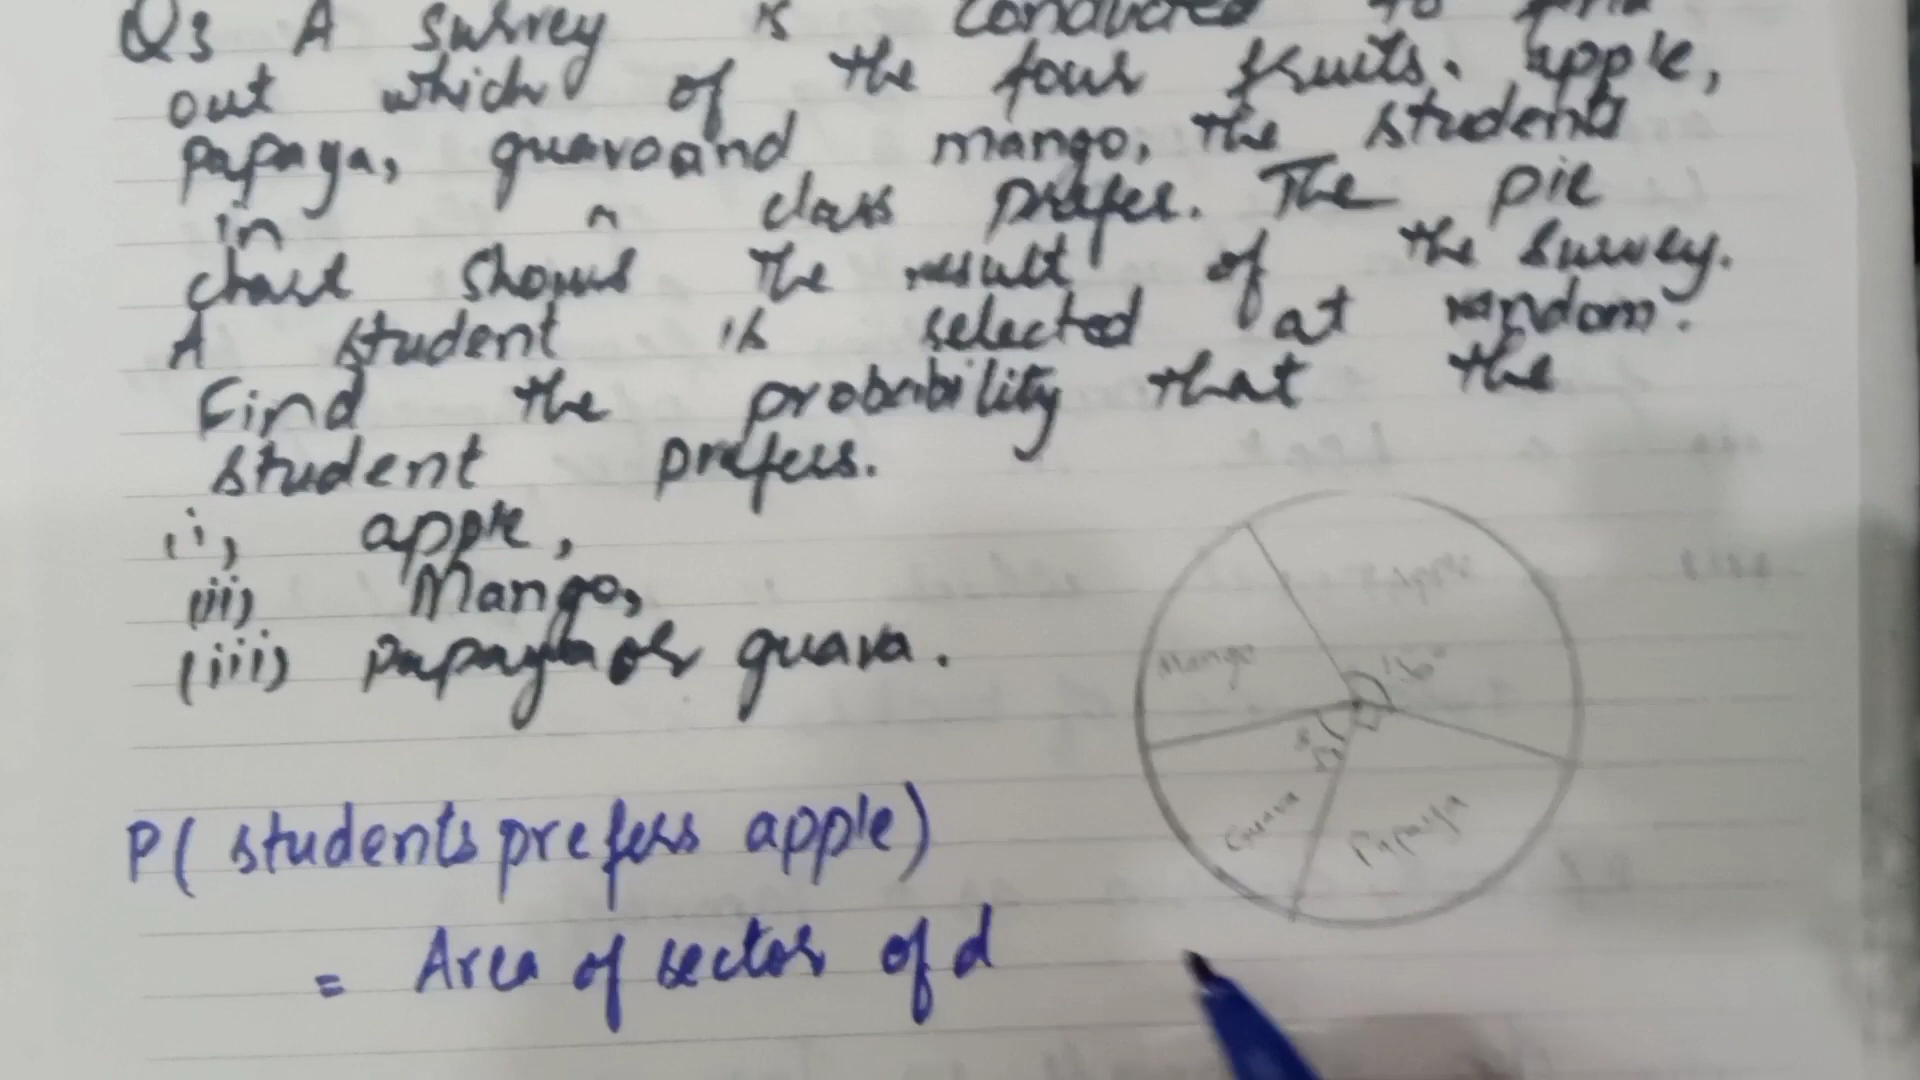 Q3 A survey is conducted to find
out which of the four fruits. apple,
papaya, guavaand mango, the students
in a class prefer. The pie
chart shows the result of the survey.
A student is selected at random.
Find the probability that the
student prefers.
(i), apple,
(ii) Mango,
(iii) Papaya or guava.
Apple
Mango
Guava
Papaya
P( students prefers apple)
= Area of sector of d